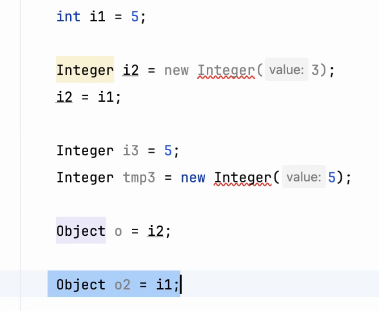 int i1 = 5;
Integer i2 = new Integer( value: 3);
i2 = i1;
Integer i3 = 5;
Integer tmp3 = new Integer( value: 5);
Object o = i2;
Object o2 = i1;